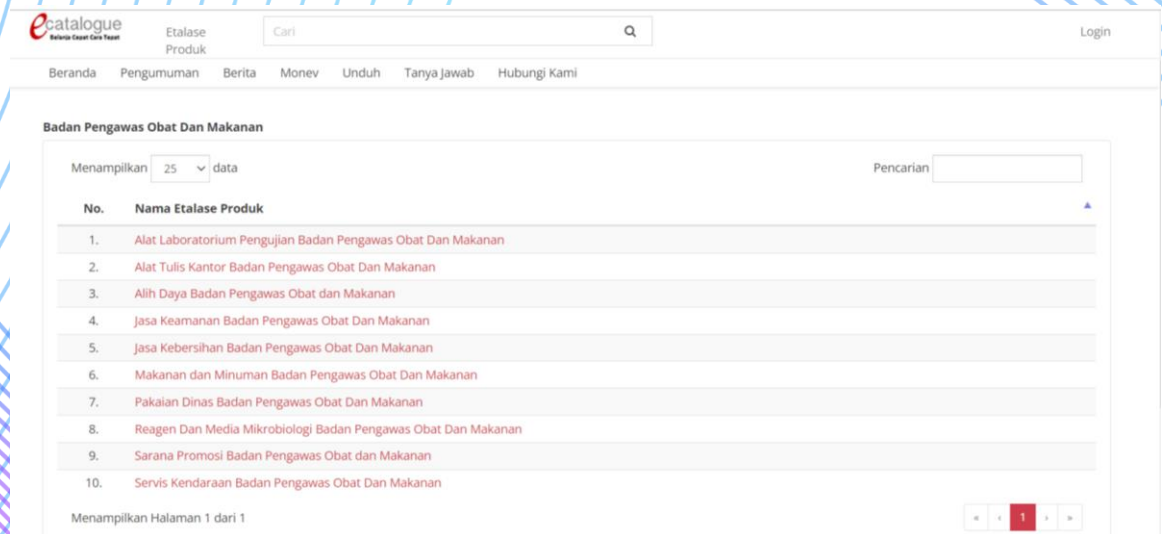 ecatalogue
Belanja Cepat Cara Tepat
Etalase
Produk
Cari
Login
Beranda Pengumuman Berita Monev Unduh Tanya Jawab Hubungi Kami
Badan Pengawas Obat Dan Makanan
Menampilkan 25 data
Pencarian
No. Nama Etalase Produk
1. Alat Laboratorium Pengujian Badan Pengawas Obat Dan Makanan
2. Alat Tulis Kantor Badan Pengawas Obat Dan Makanan
3. Alih Daya Badan Pengawas Obat dan Makanan
4. Jasa Keamanan Badan Pengawas Obat Dan Makanan
5. Jasa Kebersihan Badan Pengawas Obat Dan Makanan
6. Makanan dan Minuman Badan Pengawas Obat Dan Makanan
7. Pakaian Dinas Badan Pengawas Obat Dan Makanan
8. Reagen Dan Media Mikrobiologi Badan Pengawas Obat Dan Makanan
9. Sarana Promosi Badan Pengawas Obat dan Makanan
10. Servis Kendaraan Badan Pengawas Obat Dan Makanan
Menampilkan Halaman 1 dari 1
« ‹ 1 › »